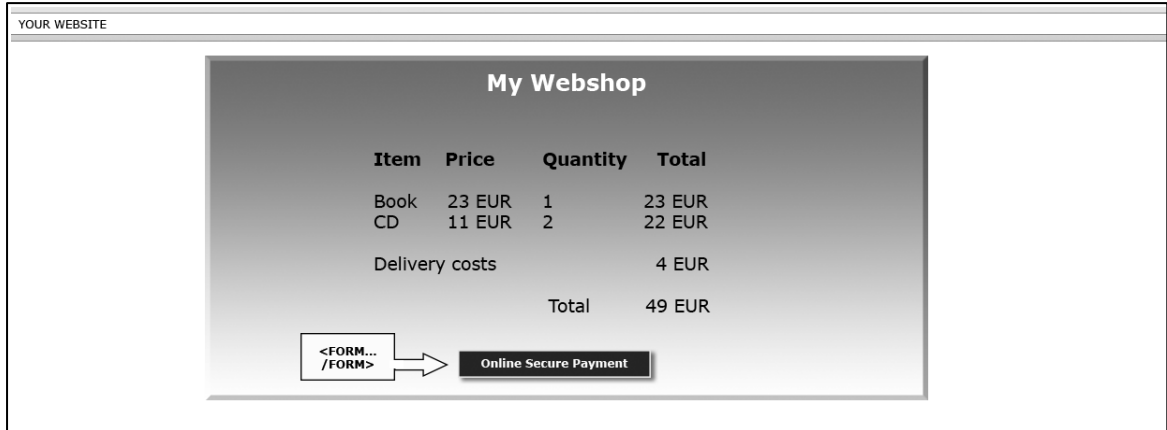 YOUR WEBSITE
My Webshop
Item Price Quantity Total
Book 23 EUR 1 23 EUR
CD 11 EUR 2 22 EUR
Delivery costs 4 EUR
Total 49 EUR
<FORM...
/FORM>
Online Secure Payment